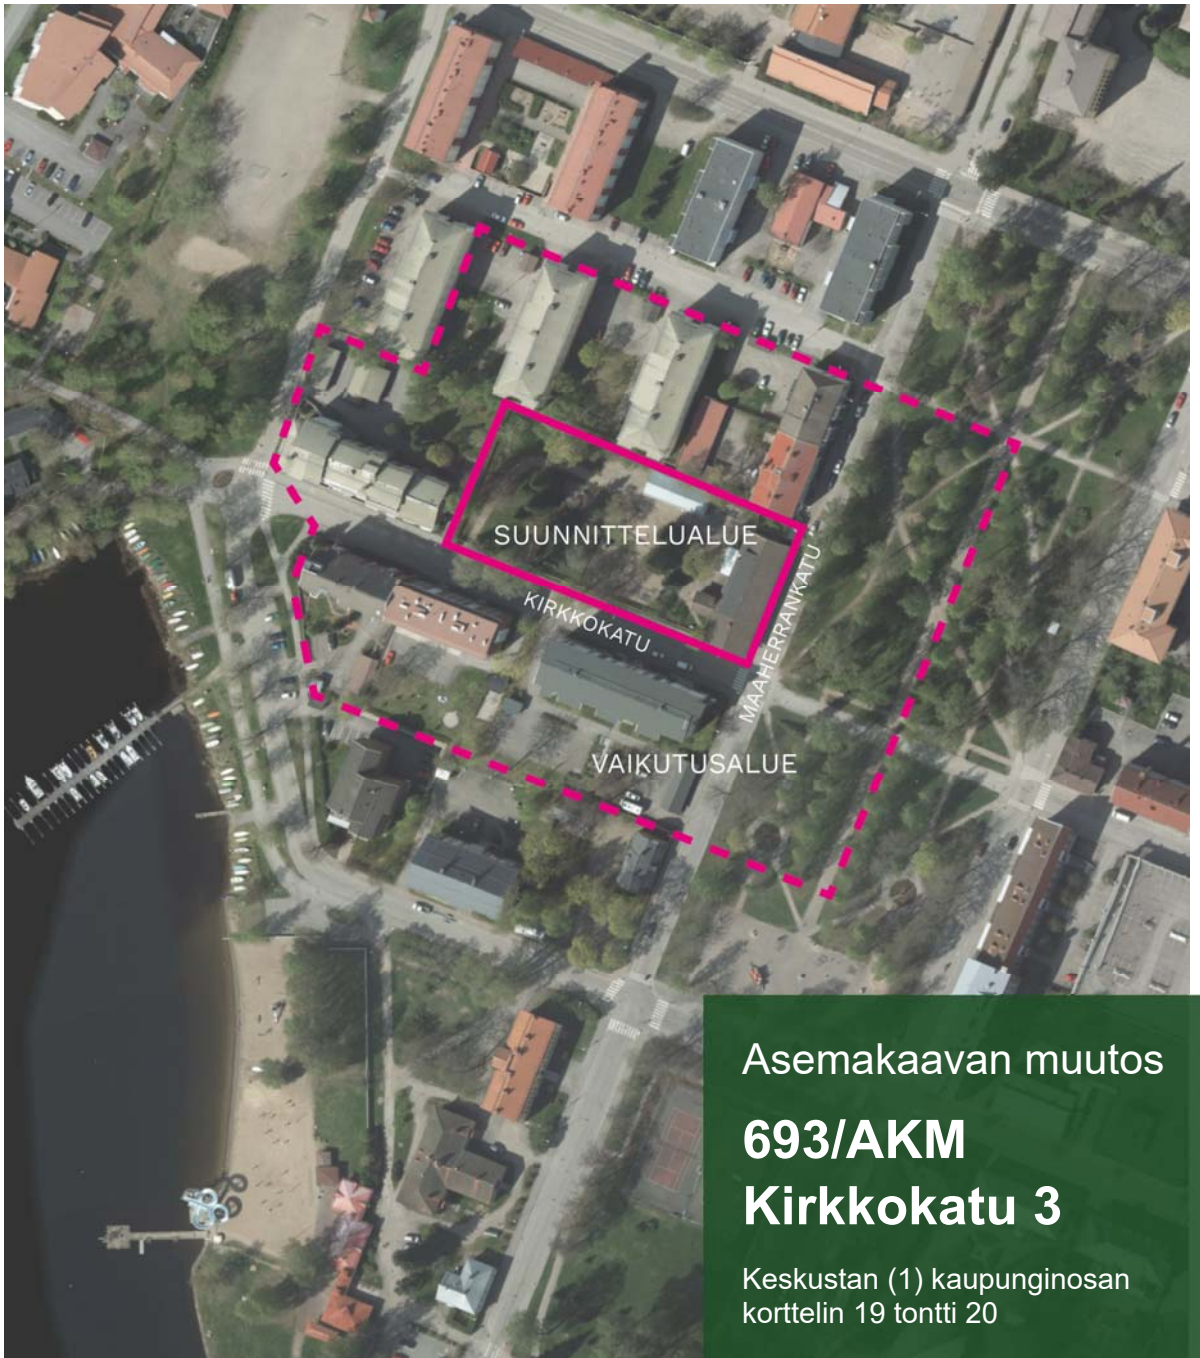 SUUNNITTELUALUE
KIRKKOKATU
MAAHERRANKATU
VAIKUTUSALUE
Asemakaavan muutos
693/AKM
Kirkkokatu 3
Keskustan (1) kaupunginosan
korttelin 19 tontti 20